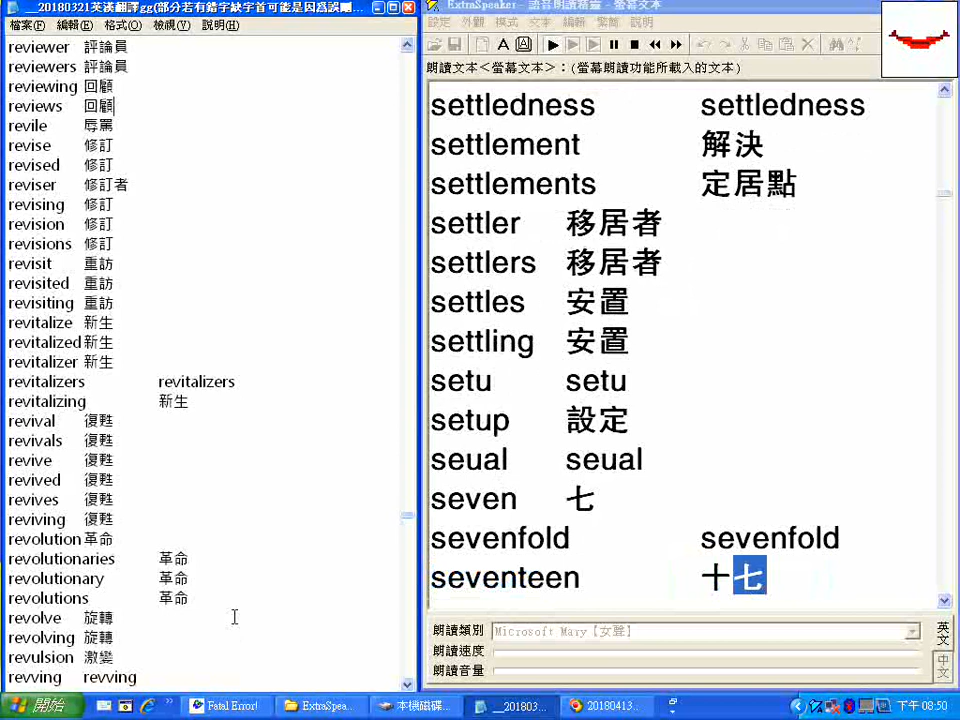 __20180321英漢翻譯gg(部分若有錯字缺字首可能是因為誤刪...
檔案(F) 編輯(E) 格式(O) 檢視(V) 說明(H)
reviewer 評論員
reviewers 評論員
reviewing 回顧
reviews 回顧
revile 辱罵
revise 修訂
revised 修訂
reviser 修訂者
revising 修訂
revision 修訂
revisions 修訂
revisit 重訪
revisited 重訪
revisiting 重訪
revitalize 新生
revitalized 新生
revitalizer 新生
revitalizers revitalizers
revitalizing 新生
revival 復甦
revivals 復甦
revive 復甦
revived 復甦
revives 復甦
reviving 復甦
revolution 革命
revolutionaries 革命
revolutionary 革命
revolutions 革命
revolve 旋轉
revolving 旋轉
revulsion 激變
revving revving
ExtraSpeaker - 語音朗讀精靈 - 螢幕文本
設定 外觀 模式 文本 編輯 繁簡 說明
朗讀文本<螢幕文本>：(螢幕朗讀功能所載入的文本)
settledness settledness
settlement 解決
settlements 定居點
settler 移居者
settlers 移居者
settles 安置
settling 安置
setu setu
setup 設定
seual seual
seven 七
sevenfold sevenfold
seventeen 十七
朗讀類別 Microsoft Mary【女聲】
朗讀速度
朗讀音量
英文
中文
開始 Fatal Error! ExtraSpea... 本機磁碟... __201803... 20180413... 下午 08:50